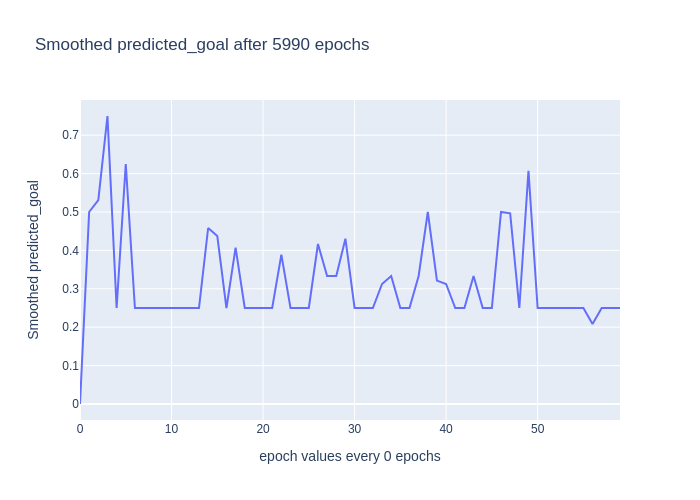 Smoothed predicted_goal after 5990 epochs
Smoothed predicted_goal
0.7
0.6
0.5
0.4
0.3
0.2
0.1
0
0 10 20 30 40 50
epoch values every 0 epochs